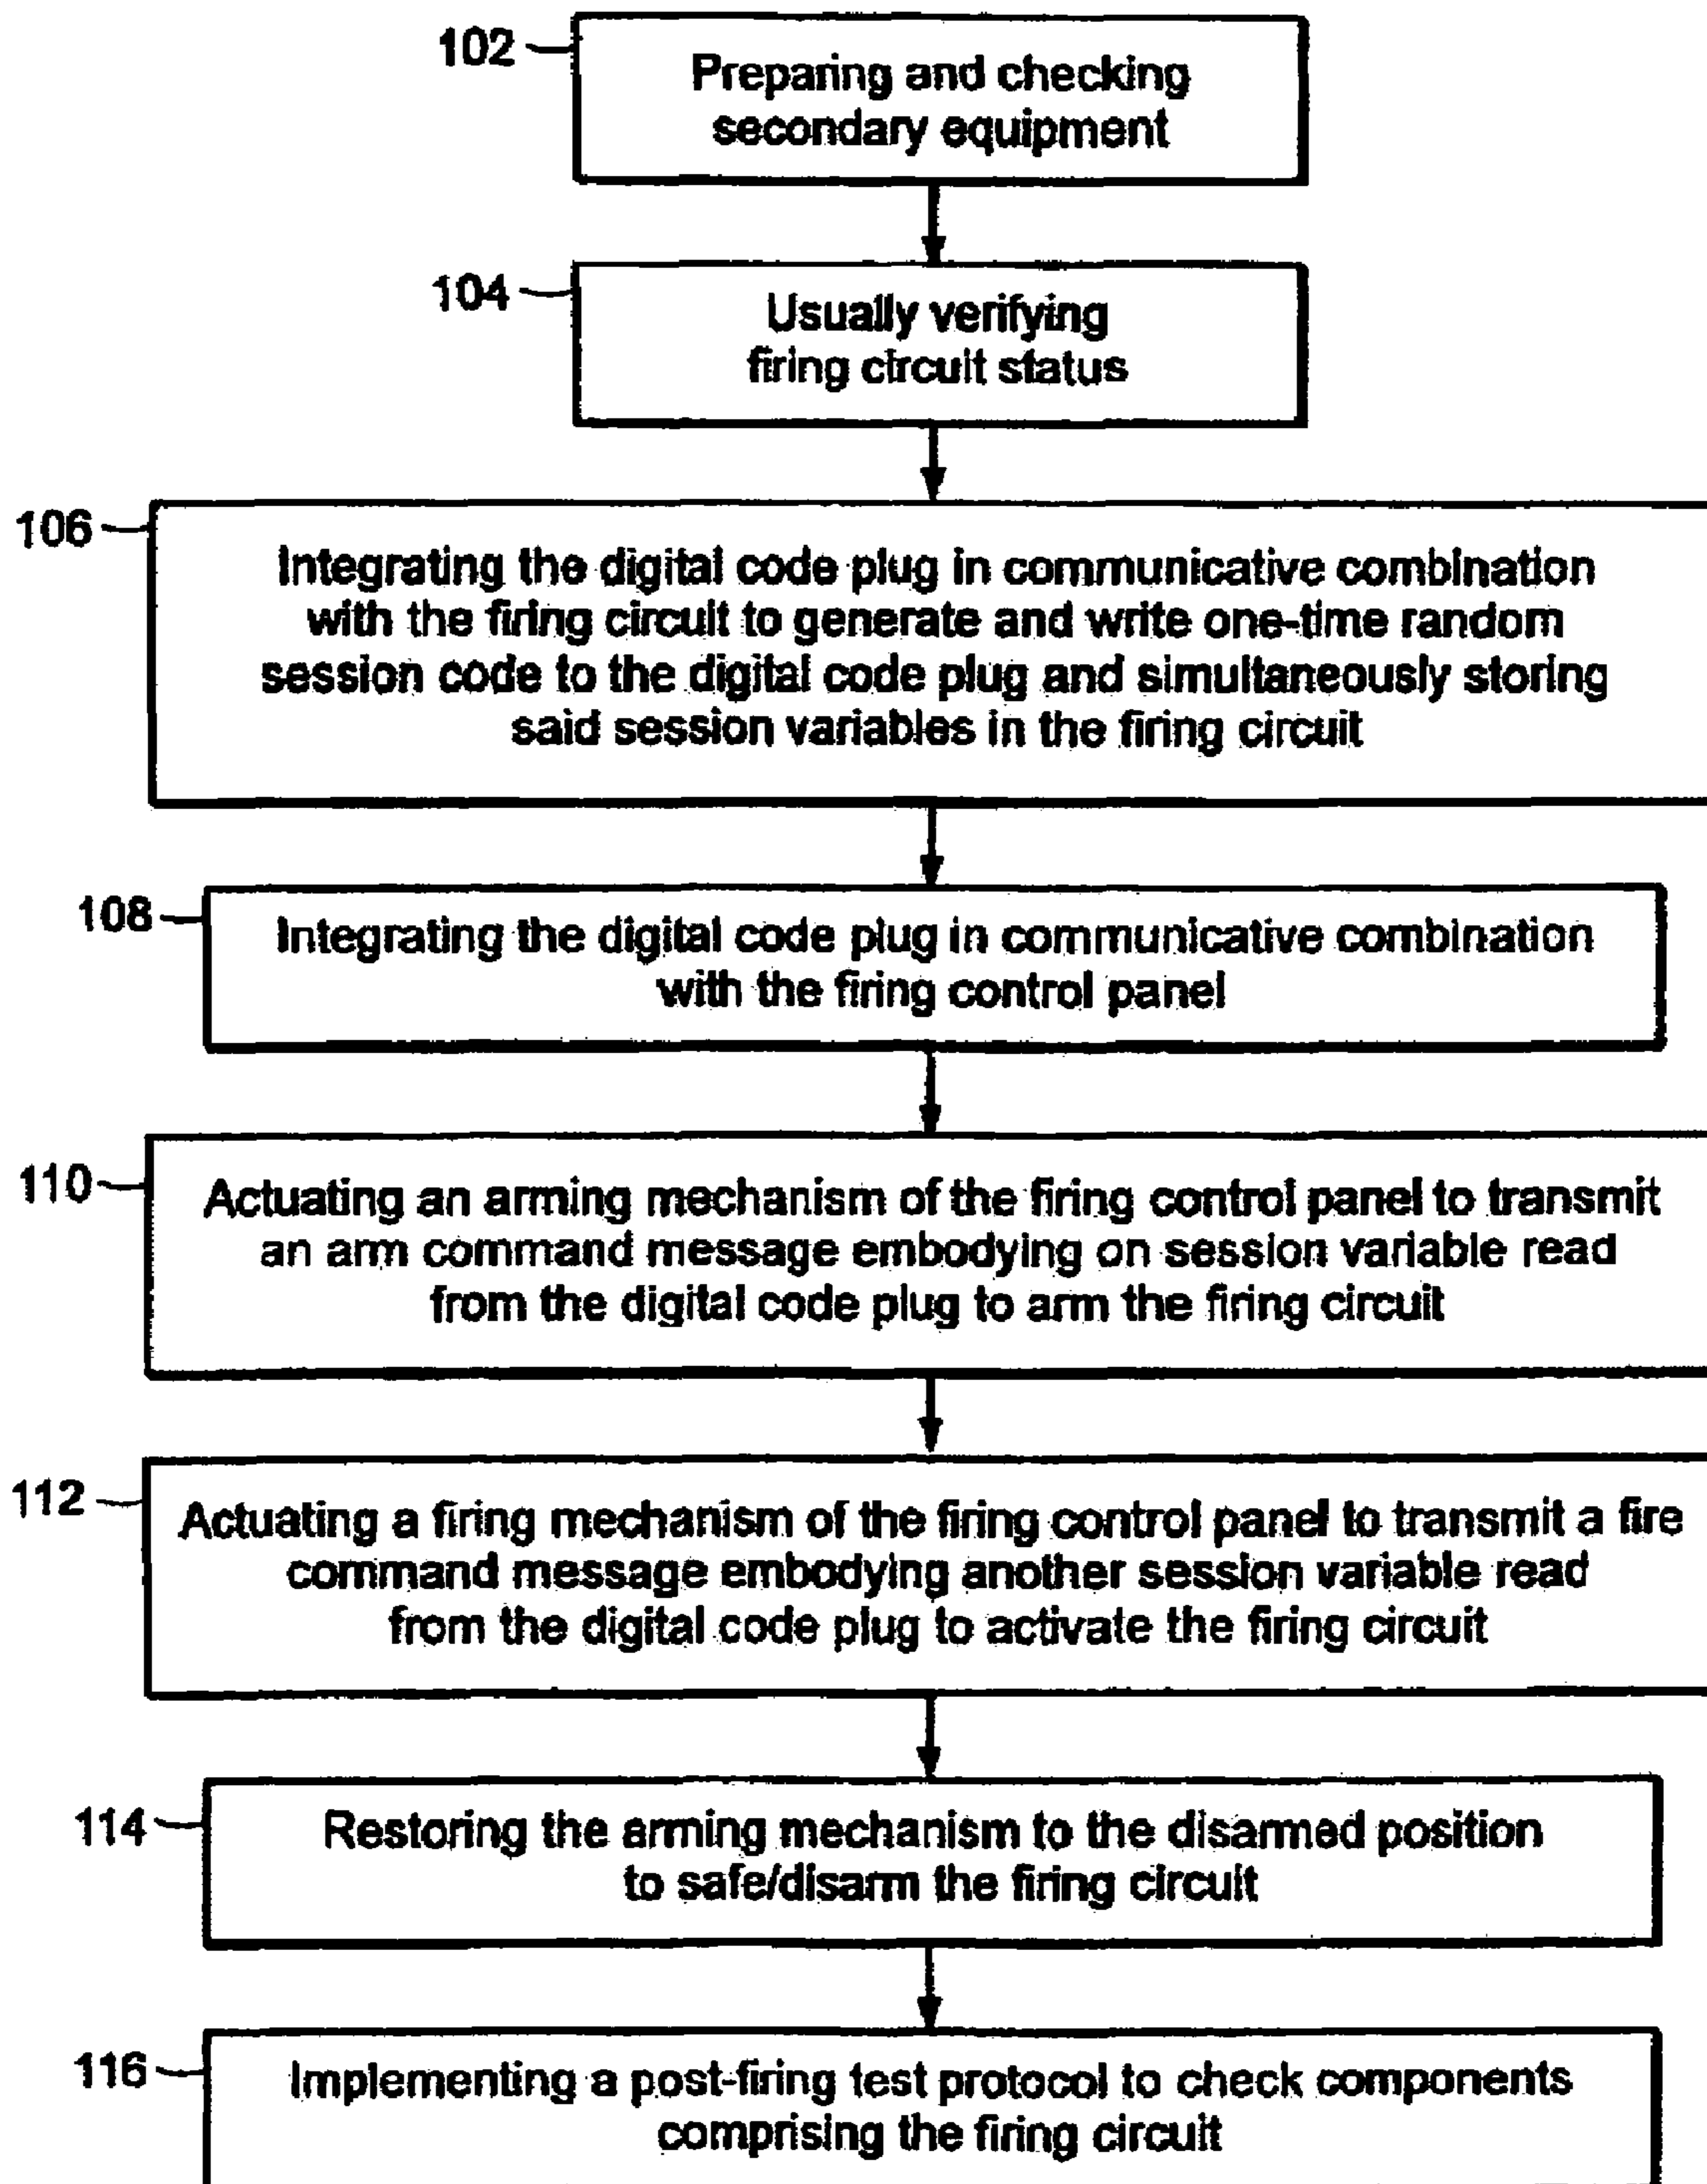 102
Preparing and checking
secondary equipment
104
Usually verifying
firing circuit status
106
Integrating the digital code plug in communicative combination
with the firing circuit to generate and write one-time random
session code to the digital code plug and simultaneously storing
said session variables in the firing circuit
108
Integrating the digital code plug in communicative combination
with the firing control panel
110
Actuating an arming mechanism of the firing control panel to transmit
an arm command message embodying on session variable read
from the digital code plug to arm the firing circuit
112
Actuating a firing mechanism of the firing control panel to transmit a fire
command message embodying another session variable read
from the digital code plug to activate the firing circuit
114
Restoring the arming mechanism to the disarmed position
to safe/disarm the firing circuit
116
Implementing a post-firing test protocol to check components
comprising the firing circuit